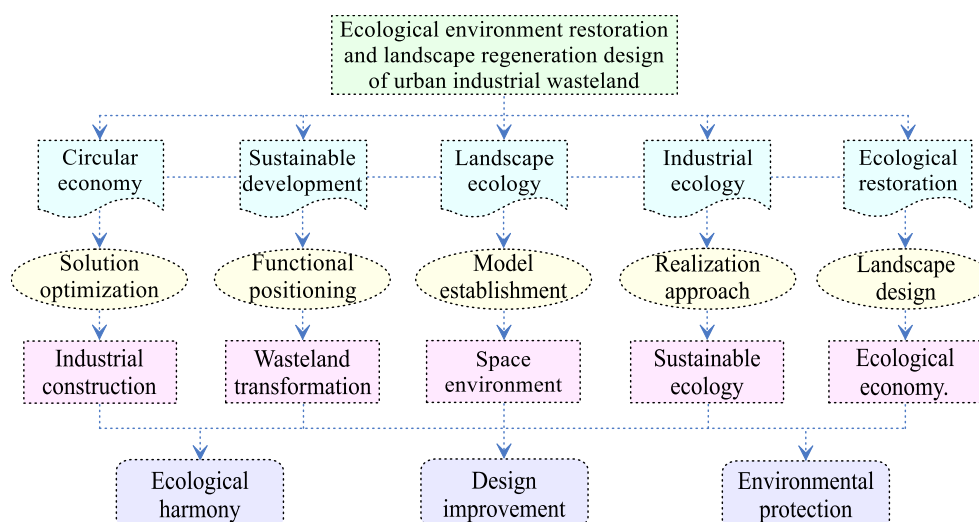 Ecological environment restoration
and landscape regeneration design
of urban industrial wasteland
Circular
economy
Sustainable
development
Landscape
ecology
Industrial
ecology
Ecological
restoration
Solution
optimization
Functional
positioning
Model
establishment
Realization
approach
Landscape
design
Industrial
construction
Wasteland
transformation
Space
environment
Sustainable
ecology
Ecological
economy.
Ecological
harmony
Design
improvement
Environmental
protection